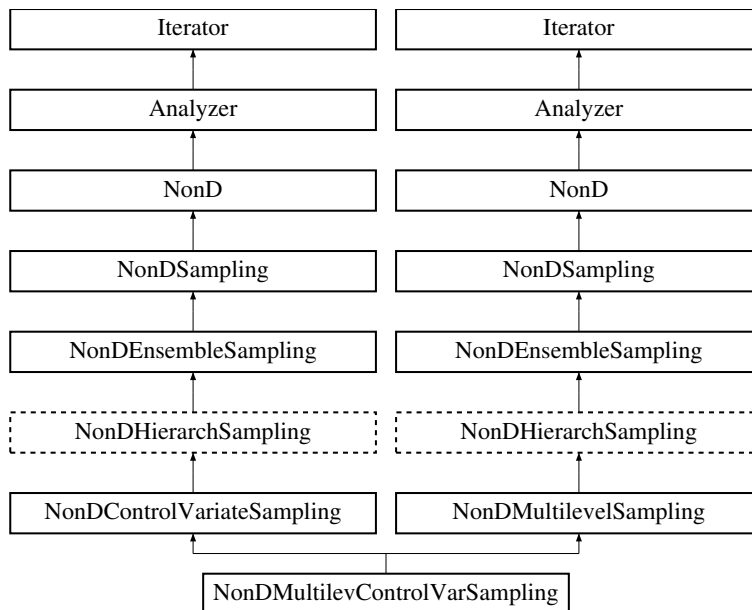 Iterator Iterator
Analyzer Analyzer
NonD NonD
NonDSampling NonDSampling
NonDEnsembleSampling NonDEnsembleSampling
NonDHierarchSampling NonDHierarchSampling
NonDControlVariateSampling NonDMultilevelSampling
NonDMultilevControlVarSampling